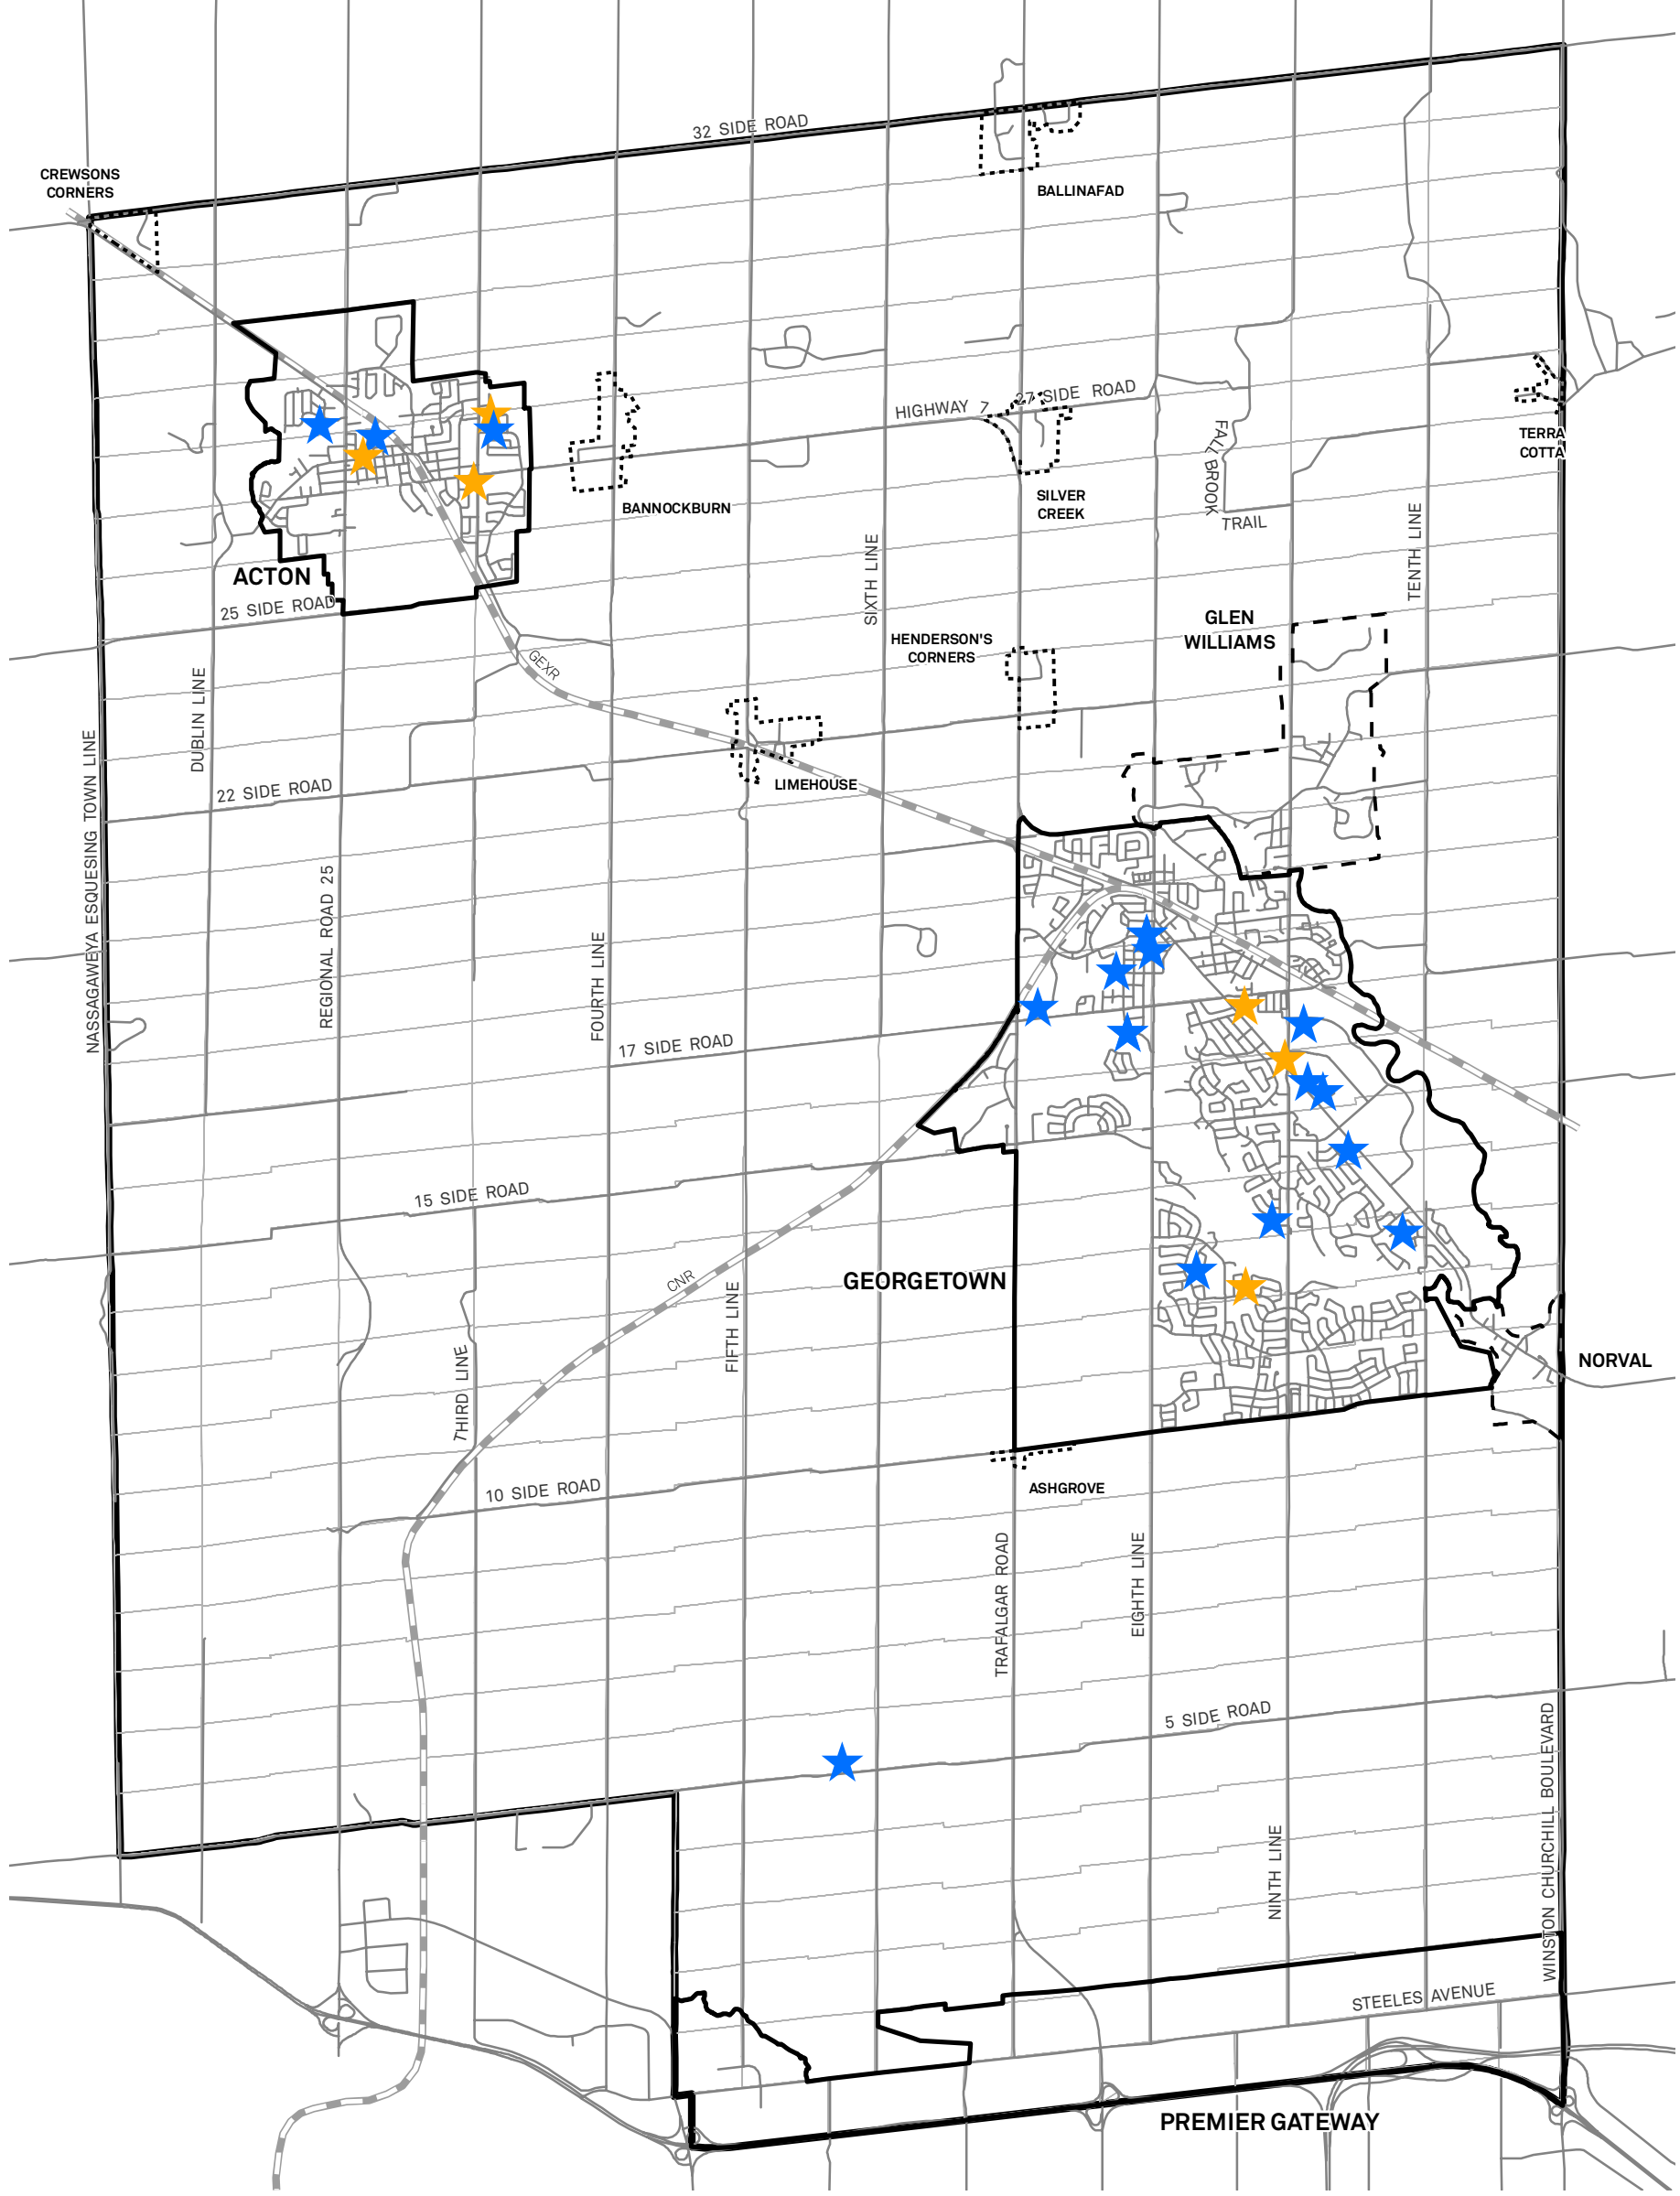 32 SIDE ROAD
CREWSONS
CORNERS
BALLINAFAD
HIGHWAY 7
27 SIDE ROAD
FALL BROOK
TRAIL
TERRA
COTTA
BANNOCKBURN
SILVER
CREEK
TENTH LINE
ACTON
25 SIDE ROAD
SIXTH LINE
GLEN
WILLIAMS
HENDERSON'S
CORNERS
GEXR
DUBLIN LINE
NASSAGAWEYA ESQUESING TOWN LINE
22 SIDE ROAD
LIMEHOUSE
REGIONAL ROAD 25
FOURTH LINE
17 SIDE ROAD
15 SIDE ROAD
CNR
GEORGETOWN
FIFTH LINE
THIRD LINE
NORVAL
10 SIDE ROAD
ASHGROVE
TRAFALGAR ROAD
EIGHTH LINE
5 SIDE ROAD
WINSTON CHURCHILL BOULEVARD
NINTH LINE
STEELES AVENUE
PREMIER GATEWAY